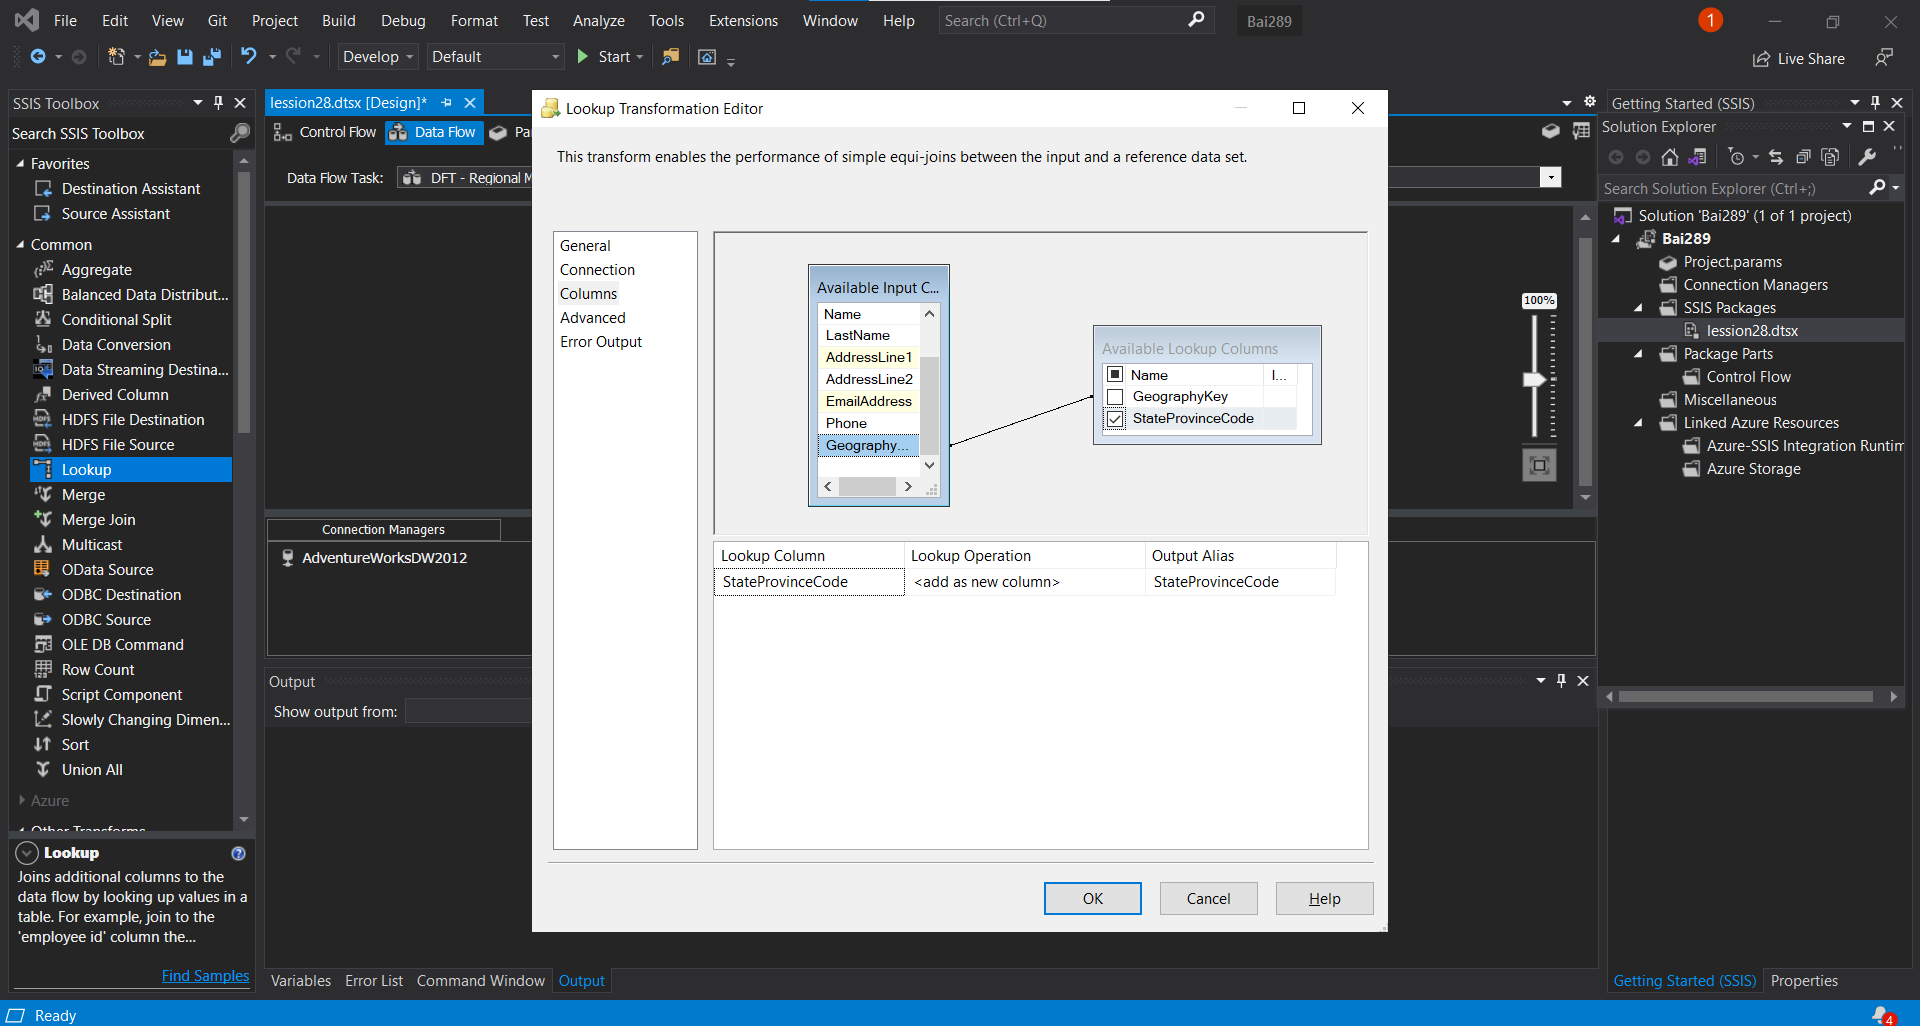 File Edit View Git Project Build Debug Format Test Analyze Tools Extensions Window Help Search (Ctrl+Q) Bai289 1
Develop Default Start Live Share
SSIS Toolbox
Search SSIS Toolbox
Favorites
Destination Assistant
Source Assistant
Common
Aggregate
Balanced Data Distribut...
Conditional Split
Data Conversion
Data Streaming Destina...
Derived Column
HDFS File Destination
HDFS File Source
Lookup
Merge
Merge Join
Multicast
OData Source
ODBC Destination
ODBC Source
OLE DB Command
Row Count
Script Component
Slowly Changing Dimen...
Sort
Union All
Azure
Other Transforms
Lookup
Joins additional columns to the
data flow by looking up values in a
table. For example, join to the
'employee id' column the...
Find Samples
lession28.dtsx [Design]*
Control Flow Data Flow Pa
Data Flow Task: DFT - Regional M
100%
Connection Managers
AdventureWorksDW2012
Output
Show output from:
Variables Error List Command Window Output
Lookup Transformation Editor
This transform enables the performance of simple equi-joins between the input and a reference data set.
General
Connection
Columns
Advanced
Error Output
Available Input C...
Name
LastName
AddressLine1
AddressLine2
EmailAddress
Phone
Geography...
Available Lookup Columns
Name I...
GeographyKey
StateProvinceCode
Lookup Column Lookup Operation Output Alias
StateProvinceCode <add as new column> StateProvinceCode
OK Cancel Help
Getting Started (SSIS)
Solution Explorer
Search Solution Explorer (Ctrl+;)
Solution 'Bai289' (1 of 1 project)
Bai289
Project.params
Connection Managers
SSIS Packages
lession28.dtsx
Package Parts
Control Flow
Miscellaneous
Linked Azure Resources
Azure-SSIS Integration Runtim
Azure Storage
Getting Started (SSIS) Properties
Ready 4